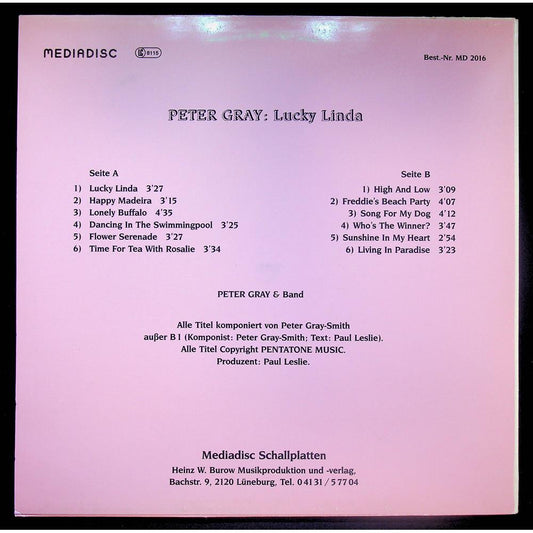 MEDIADISC LC 8115 Best.-Nr. MD 2016
PETER GRAY: Lucky Linda
Seite A
1) Lucky Linda 3'27
2) Happy Madeira 3'15
3) Lonely Buffalo 4'35
4) Dancing In The Swimmingpool 3'25
5) Flower Serenade 3'27
6) Time For Tea With Rosalie 3'34
Seite B
1) High And Low 3'09
2) Freddie's Beach Party 4'07
3) Song For My Dog 4'12
4) Who's The Winner? 3'47
5) Sunshine In My Heart 2'54
6) Living In Paradise 3'23
PETER GRAY & Band
Alle Titel komponiert von Peter Gray-Smith
außer B I (Komponist: Peter Gray-Smith; Text: Paul Leslie).
Alle Titel Copyright PENTATONE MUSIC.
Produzent: Paul Leslie.
Mediadisc Schallplatten
Heinz W. Burow Musikproduktion und -verlag,
Bachstr. 9, 2120 Lüneburg, Tel. 0 41 31 / 5 77 04